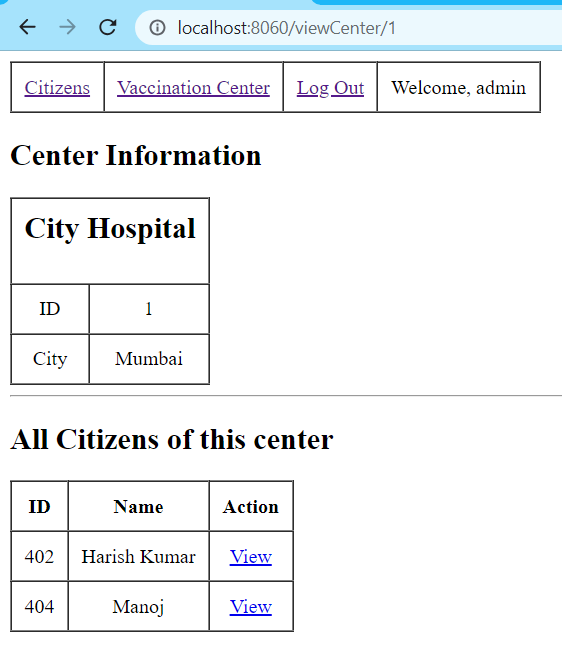 localhost:8060/viewCenter/1
Citizens Vaccination Center Log Out Welcome, admin
Center Information
City Hospital
ID 1
City Mumbai
All Citizens of this center
ID Name Action
402 Harish Kumar View
404 Manoj View